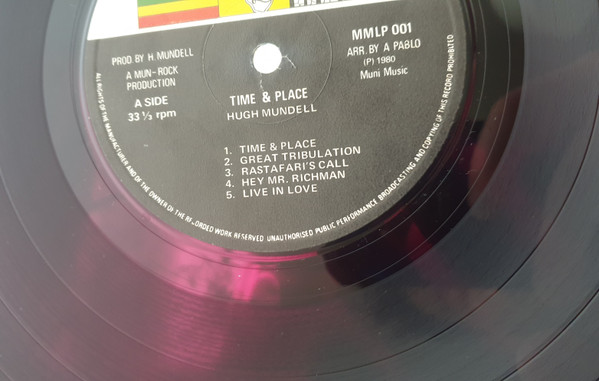 PROD BY H. MUNDELL
A MUN-ROCK
PRODUCTION
A SIDE
33 ⅓ rpm
MMLP 001
ARR. BY A PABLO
(P) 1980
Muni Music
TIME & PLACE
HUGH MUNDELL
1. TIME & PLACE
2. GREAT TRIBULATION
3. RASTAFARI'S CALL
4. HEY MR. RICHMAN
5. LIVE IN LOVE
ALL RIGHTS OF THE MANUFACTURER AND OF THE OWNER OF THE RECORDED WORK RESERVED UNAUTHORISED PUBLIC PERFORMANCE BROADCASTING AND COPYING OF THIS RECORD PROHIBITED